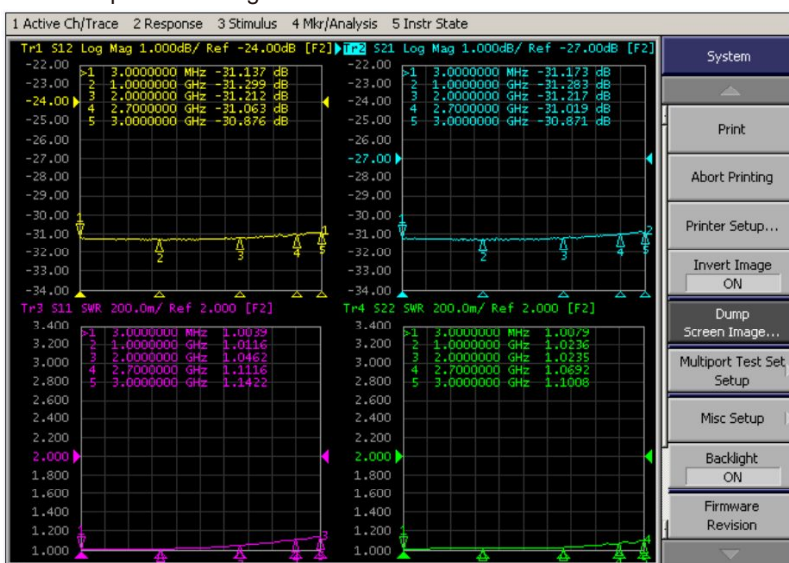 1 Active Ch/Trace 2 Response 3 Stimulus 4 Mkr/Analysis 5 Instr State
Tr1 S12 Log Mag 1.000dB/ Ref -24.00dB [F2]
-22.00
-23.00
-24.00
-25.00
-26.00
-27.00
-28.00
-29.00
-30.00
-31.00
-32.00
-33.00
-34.00
>1 3.0000000 MHz -31.137 dB
2 1.0000000 GHz -31.299 dB
3 2.0000000 GHz -31.212 dB
4 2.7000000 GHz -31.063 dB
5 3.0000000 GHz -30.876 dB
1
2
3
4
5
1
Tr2 S21 Log Mag 1.000dB/ Ref -27.00dB [F2]
-22.00
-23.00
-24.00
-25.00
-26.00
-27.00
-28.00
-29.00
-30.00
-31.00
-32.00
-33.00
-34.00
>1 3.0000000 MHz -31.173 dB
2 1.0000000 GHz -31.283 dB
3 2.0000000 GHz -31.217 dB
4 2.7000000 GHz -31.019 dB
5 3.0000000 GHz -30.871 dB
1
2
3
4
5
2
Tr3 S11 SWR 200.0m/ Ref 2.000 [F2]
3.400
3.200
3.000
2.800
2.600
2.400
2.200
2.000
1.800
1.600
1.400
1.200
1.000
>1 3.0000000 MHz 1.0039
2 1.0000000 GHz 1.0116
3 2.0000000 GHz 1.0462
4 2.7000000 GHz 1.1116
5 3.0000000 GHz 1.1422
3
Tr4 S22 SWR 200.0m/ Ref 2.000 [F2]
3.400
3.200
3.000
2.800
2.600
2.400
2.200
2.000
1.800
1.600
1.400
1.200
1.000
>1 3.0000000 MHz 1.0079
2 1.0000000 GHz 1.0236
3 2.0000000 GHz 1.0235
4 2.7000000 GHz 1.0692
5 3.0000000 GHz 1.1008
4
System
Print
Abort Printing
Printer Setup...
Invert Image
ON
Dump
Screen Image...
Multiport Test Set
Setup
Misc Setup
Backlight
ON
Firmware
Revision